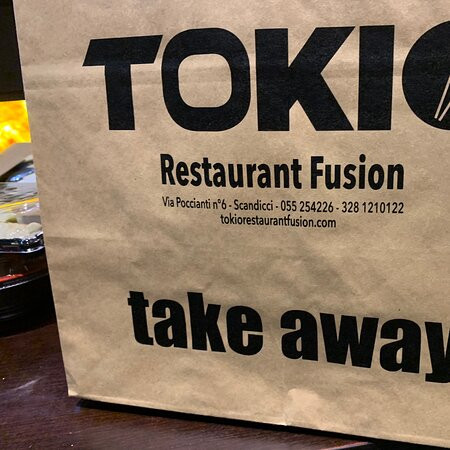 TOKIO
Restaurant Fusion
Via Poccianti n°6 - Scandicci - 055 254226 - 328 1210122
tokiorestaurantfusion.com
take away